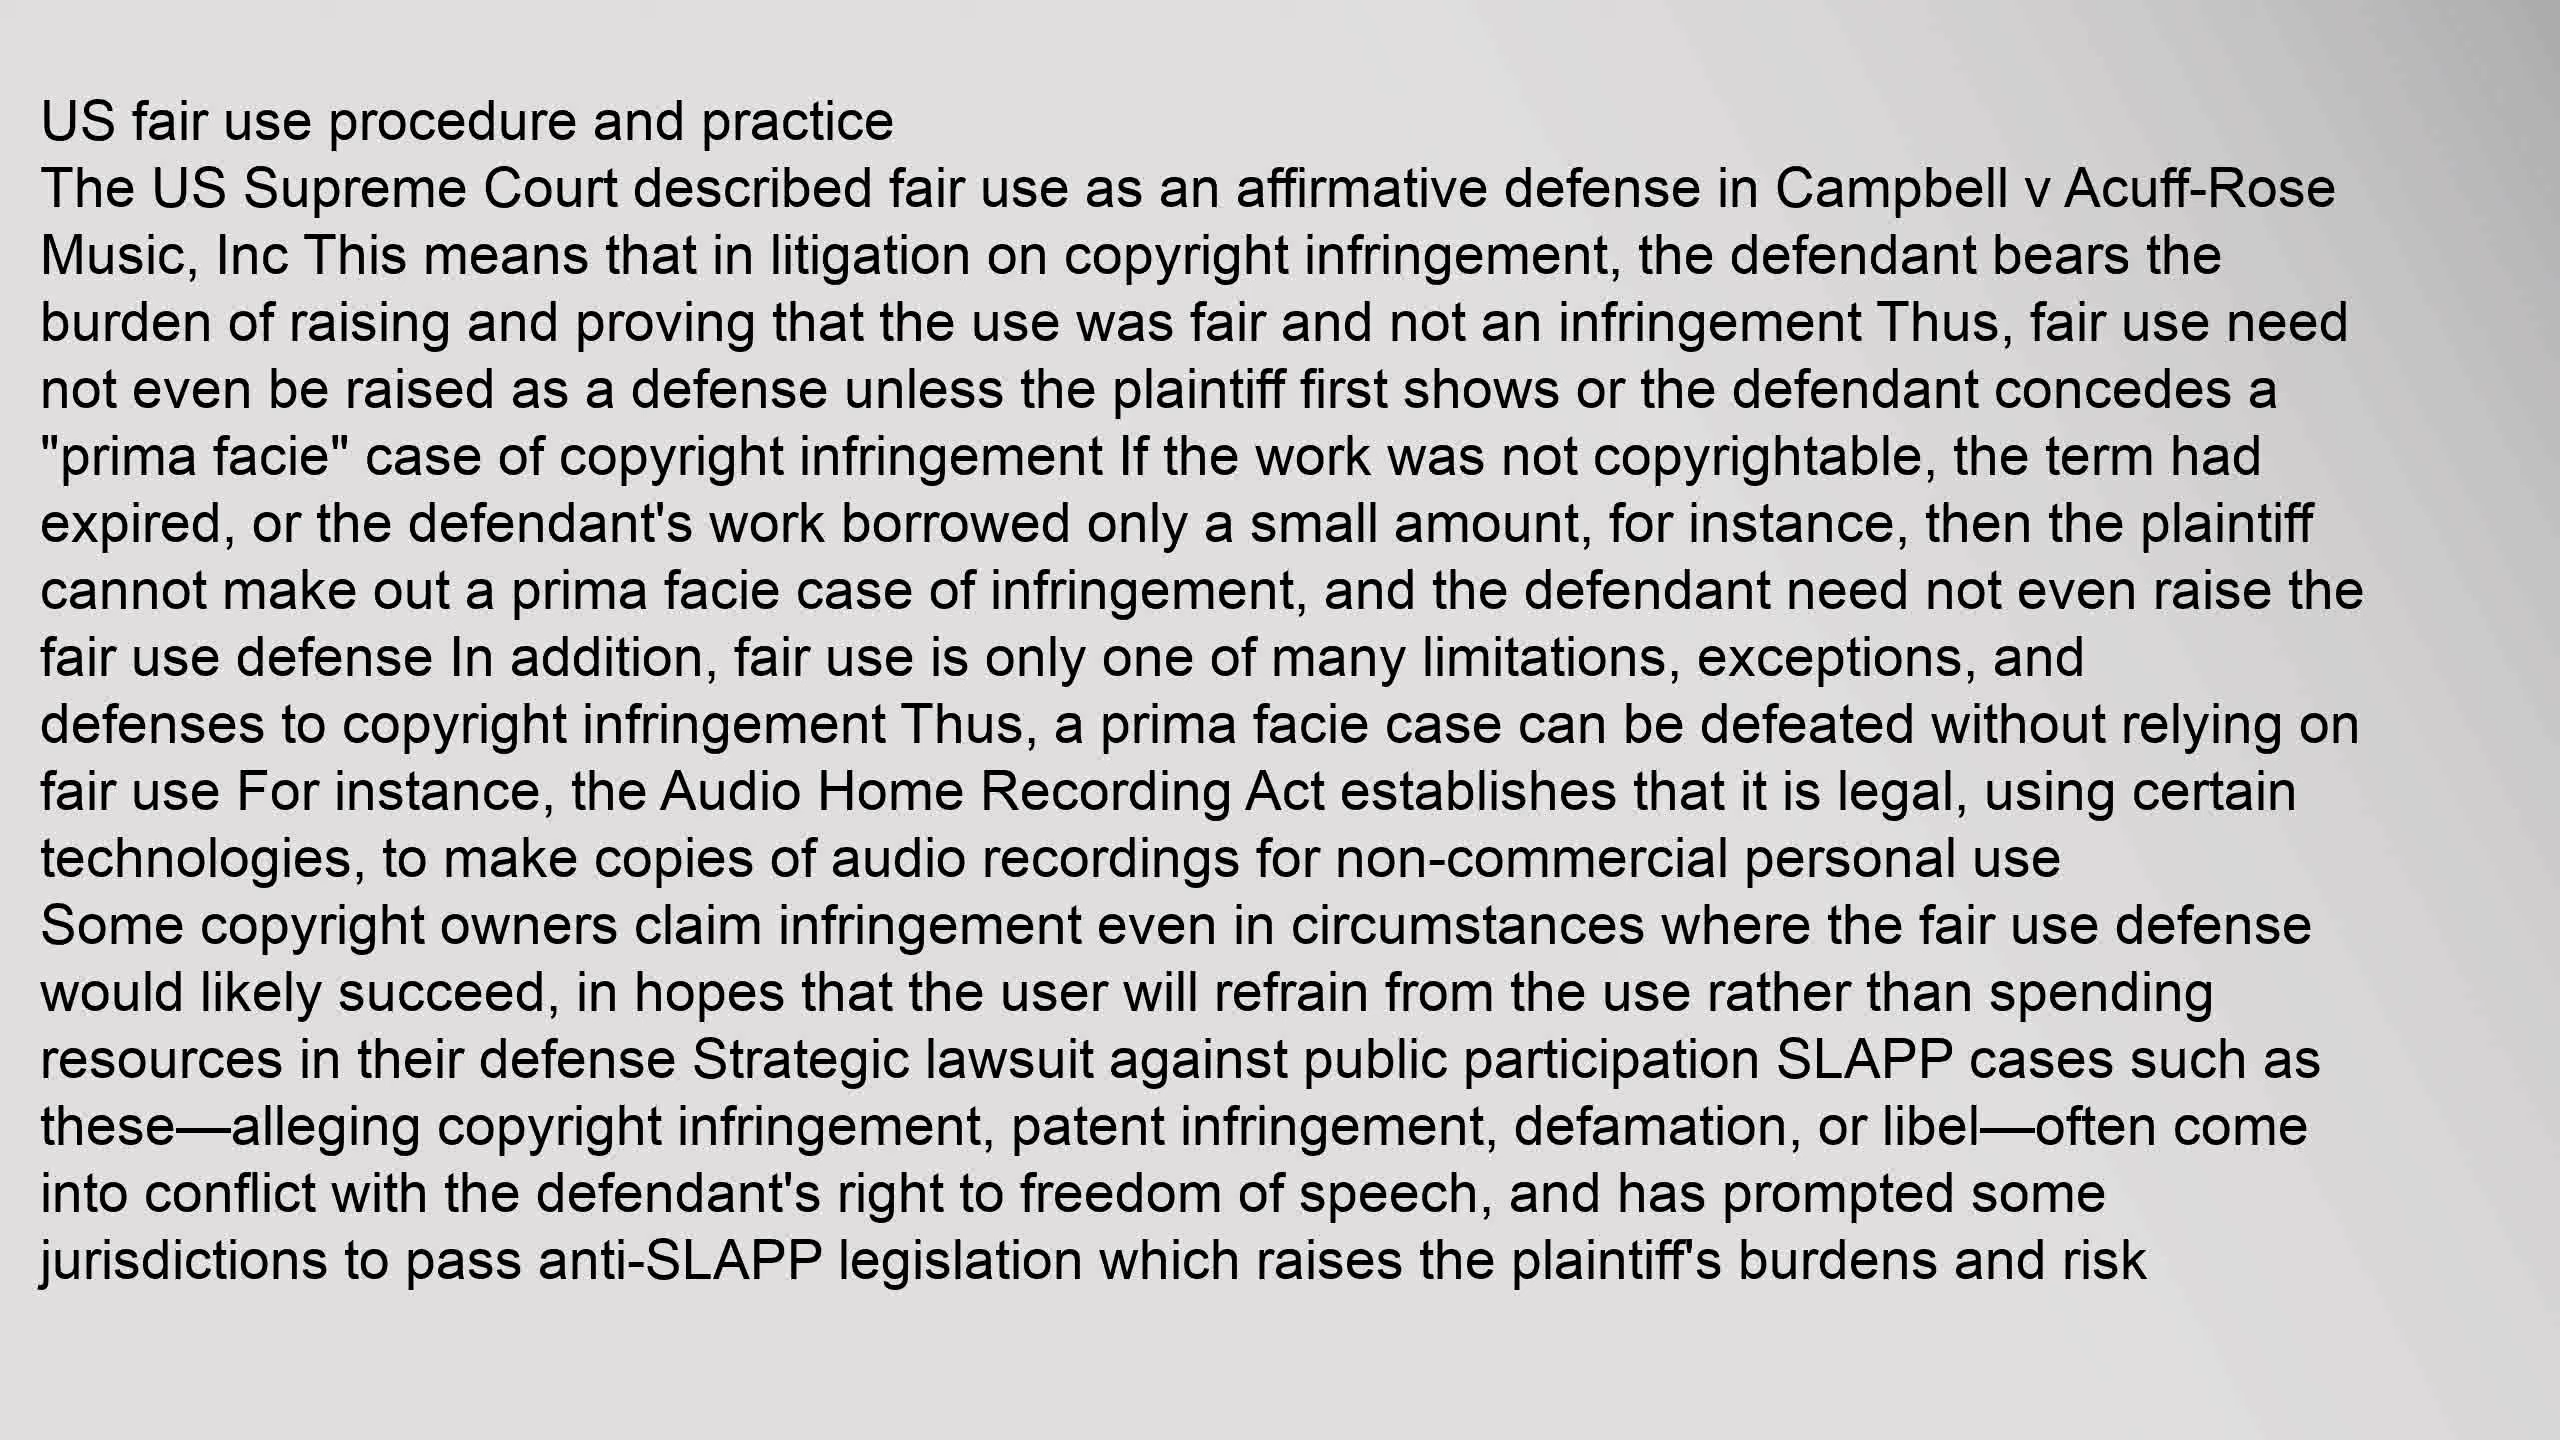 US fair use procedure and practice
The US Supreme Court described fair use as an affirmative defense in Campbell v Acuff-Rose
Music, Inc This means that in litigation on copyright infringement, the defendant bears the
burden of raising and proving that the use was fair and not an infringement Thus, fair use need
not even be raised as a defense unless the plaintiff first shows or the defendant concedes a
"prima facie" case of copyright infringement If the work was not copyrightable, the term had
expired, or the defendant's work borrowed only a small amount, for instance, then the plaintiff
cannot make out a prima facie case of infringement, and the defendant need not even raise the
fair use defense In addition, fair use is only one of many limitations, exceptions, and
defenses to copyright infringement Thus, a prima facie case can be defeated without relying on
fair use For instance, the Audio Home Recording Act establishes that it is legal, using certain
technologies, to make copies of audio recordings for non-commercial personal use
Some copyright owners claim infringement even in circumstances where the fair use defense
would likely succeed, in hopes that the user will refrain from the use rather than spending
resources in their defense Strategic lawsuit against public participation SLAPP cases such as
these—alleging copyright infringement, patent infringement, defamation, or libel—often come
into conflict with the defendant's right to freedom of speech, and has prompted some
jurisdictions to pass anti-SLAPP legislation which raises the plaintiff's burdens and risk